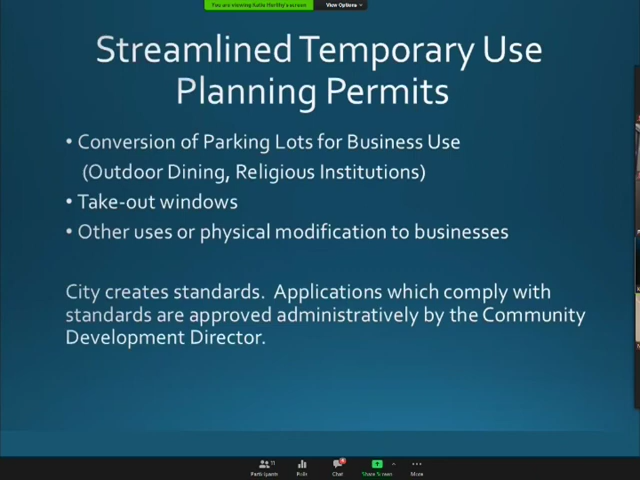 You are viewing
screen
View Options
Streamlined Temporary Use
Planning Permits
• Conversion of Parking Lots for Business Use
(Outdoor Dining, Religious Institutions)
• Take-out windows
• Other uses or physical modification to businesses
City creates standards.  Applications which comply with
standards are approved administratively by the Community
Development Director.
11
Participants
Polls
Chat
Share Screen
More